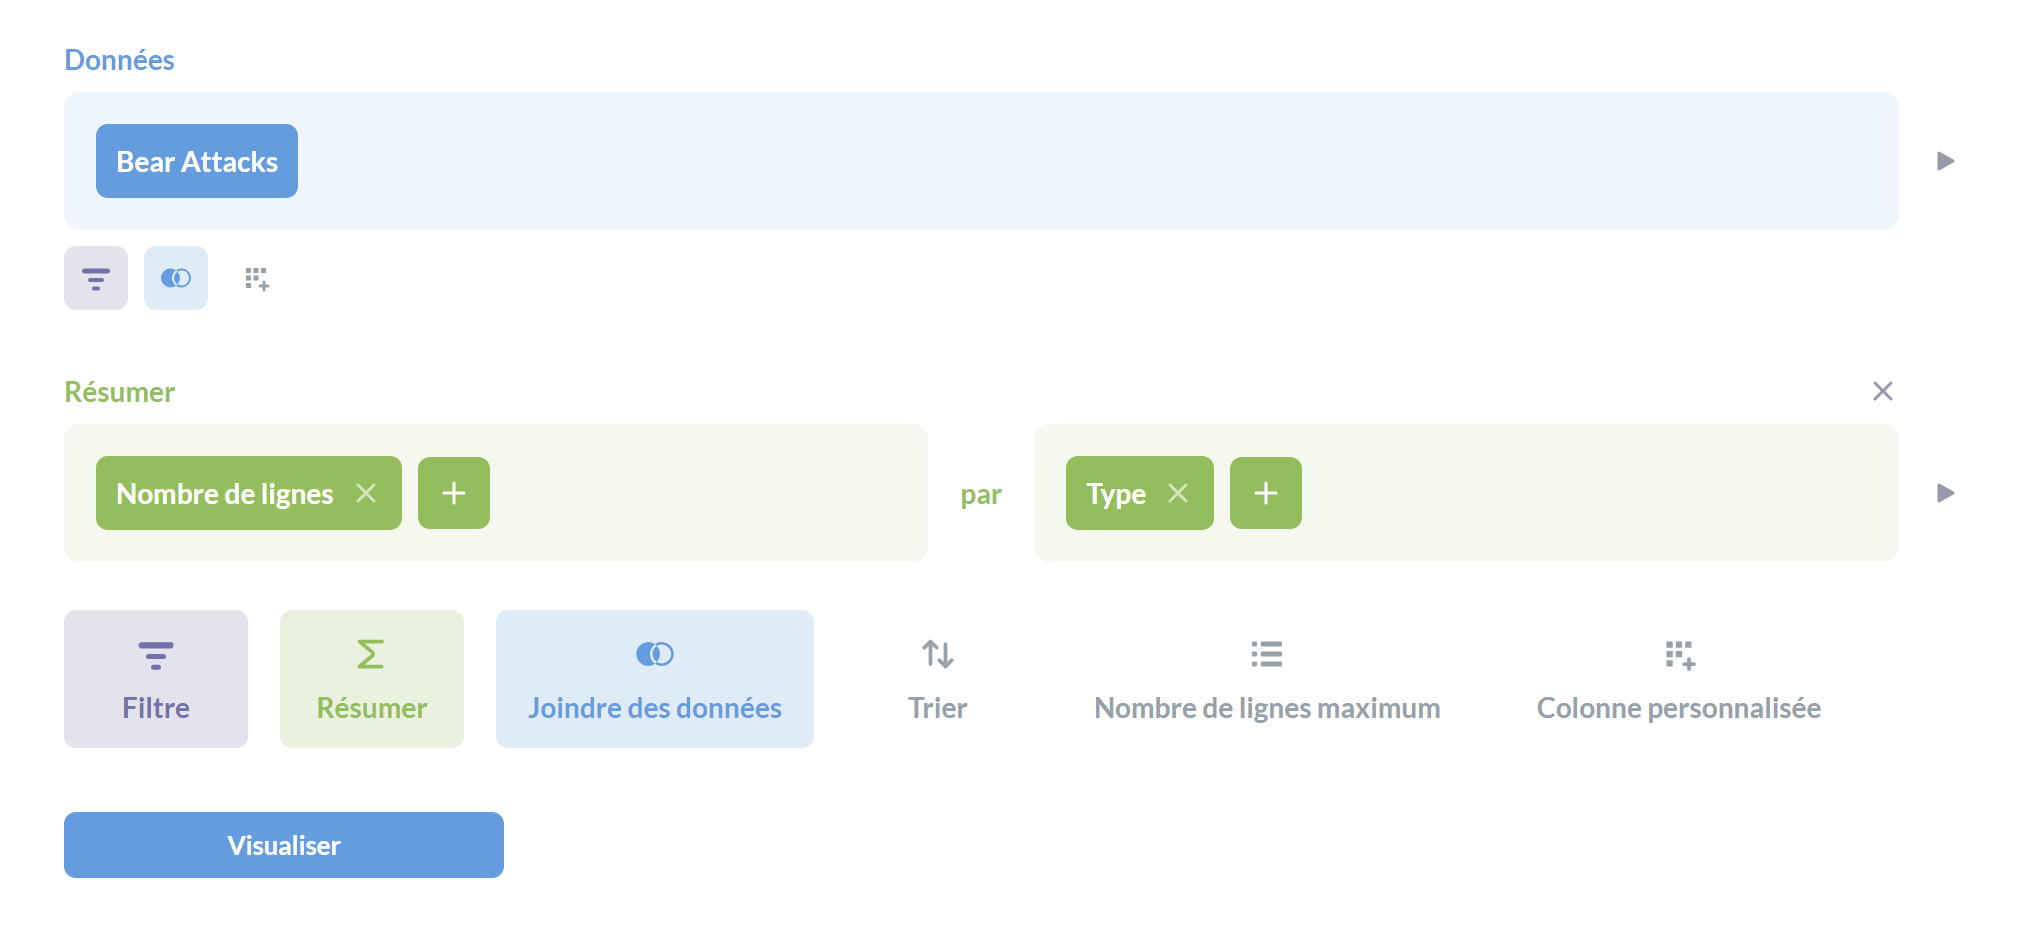 Données
Bear Attacks
Résumer
Nombre de lignes
par
Type
Filtre
Résumer
Joindre des données
Trier
Nombre de lignes maximum
Colonne personnalisée
Visualiser